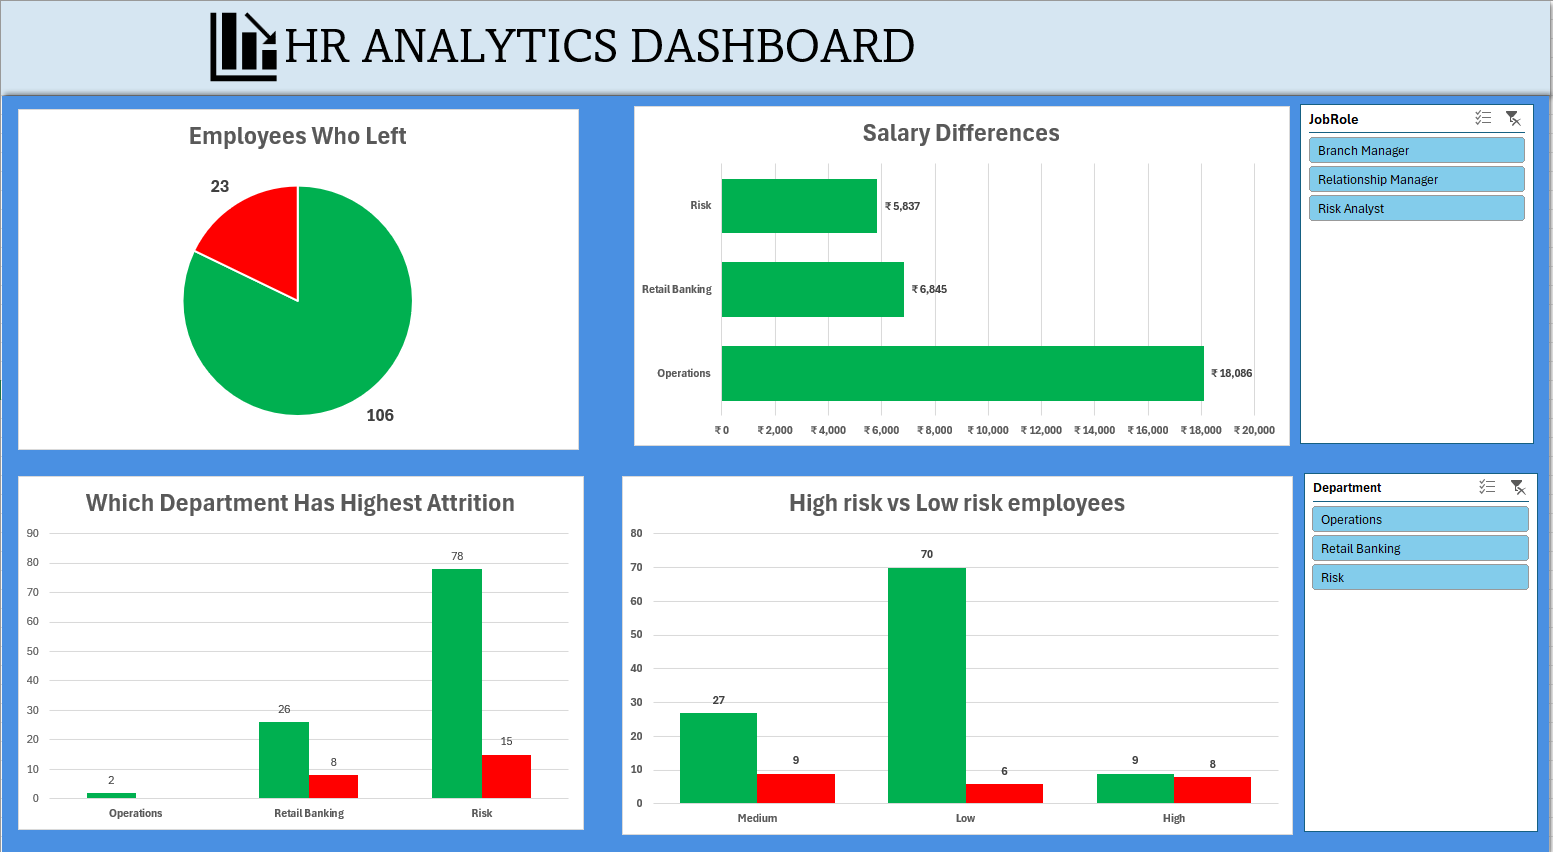 HR ANALYTICS DASHBOARD
Employees Who Left
23
106
Salary Differences
Risk
₹ 5,837
Retail Banking
₹ 6,845
Operations
₹ 18,086
₹ 0 ₹ 2,000 ₹ 4,000 ₹ 6,000 ₹ 8,000 ₹ 10,000 ₹ 12,000 ₹ 14,000 ₹ 16,000 ₹ 18,000 ₹ 20,000
JobRole
Branch Manager
Relationship Manager
Risk Analyst
Which Department Has Highest Attrition
90
80
70
60
50
40
30
20
10
0
2
26
8
78
15
Operations Retail Banking Risk
High risk vs Low risk employees
80
70
60
50
40
30
20
10
0
27
9
70
6
9
8
Medium Low High
Department
Operations
Retail Banking
Risk